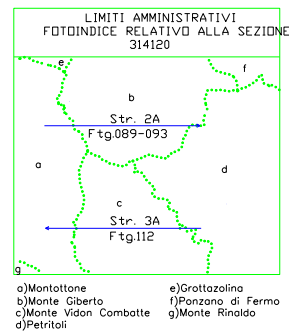 LIMITI AMMINISTRATIVI
FOTOINDICE RELATIVO ALLA SEZIONE
314120
e
f
b
Str. 2A
Ftg.089-093
a
d
c
Str. 3A
Ftg.112
g
a)Montottone
e)Grottazolina
b)Monte Giberto
f)Ponzano di Fermo
c)Monte Vidon Combatte
g)Monte Rinaldo
d)Petritoli